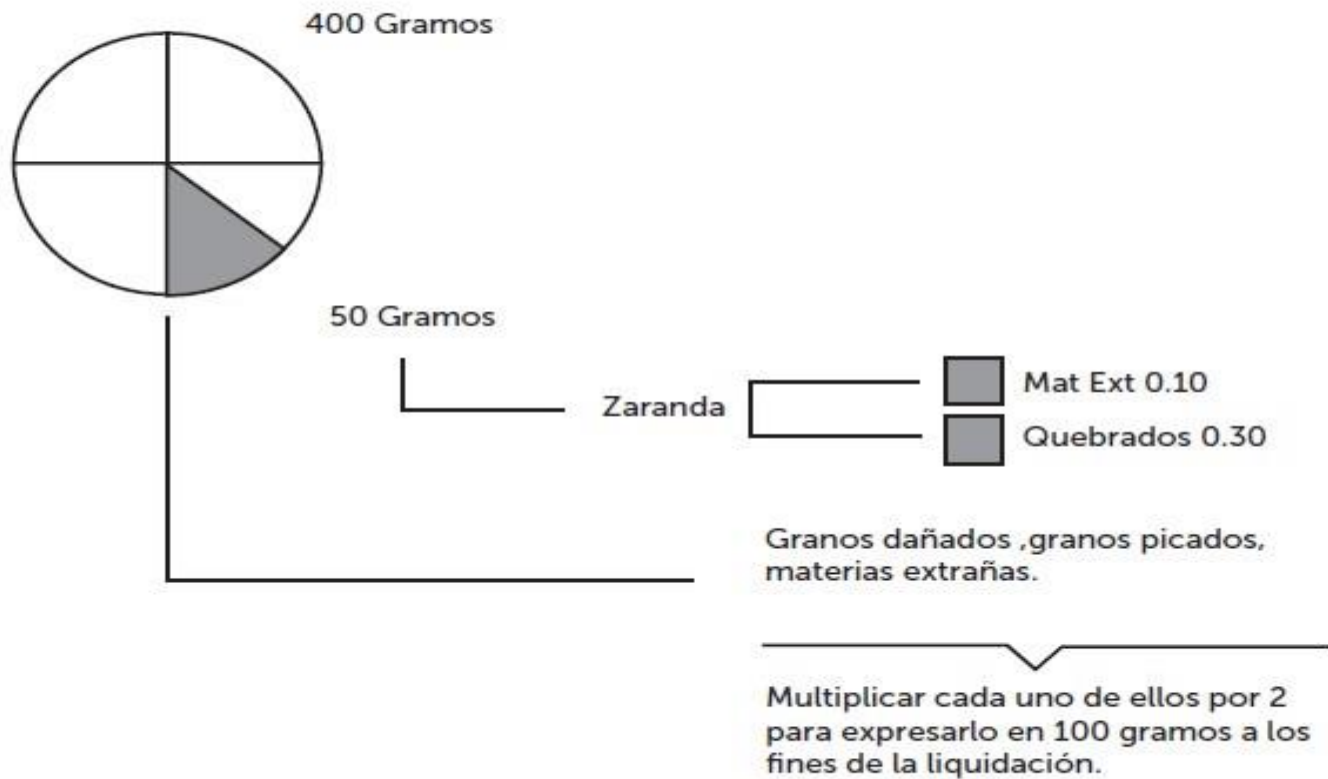 400 Gramos
50 Gramos
Zaranda
Mat Ext 0.10
Quebrados 0.30
Granos dañados ,granos picados,
materias extrañas.
Multiplicar cada uno de ellos por 2
para expresarlo en 100 gramos a los
fines de la liquidación.